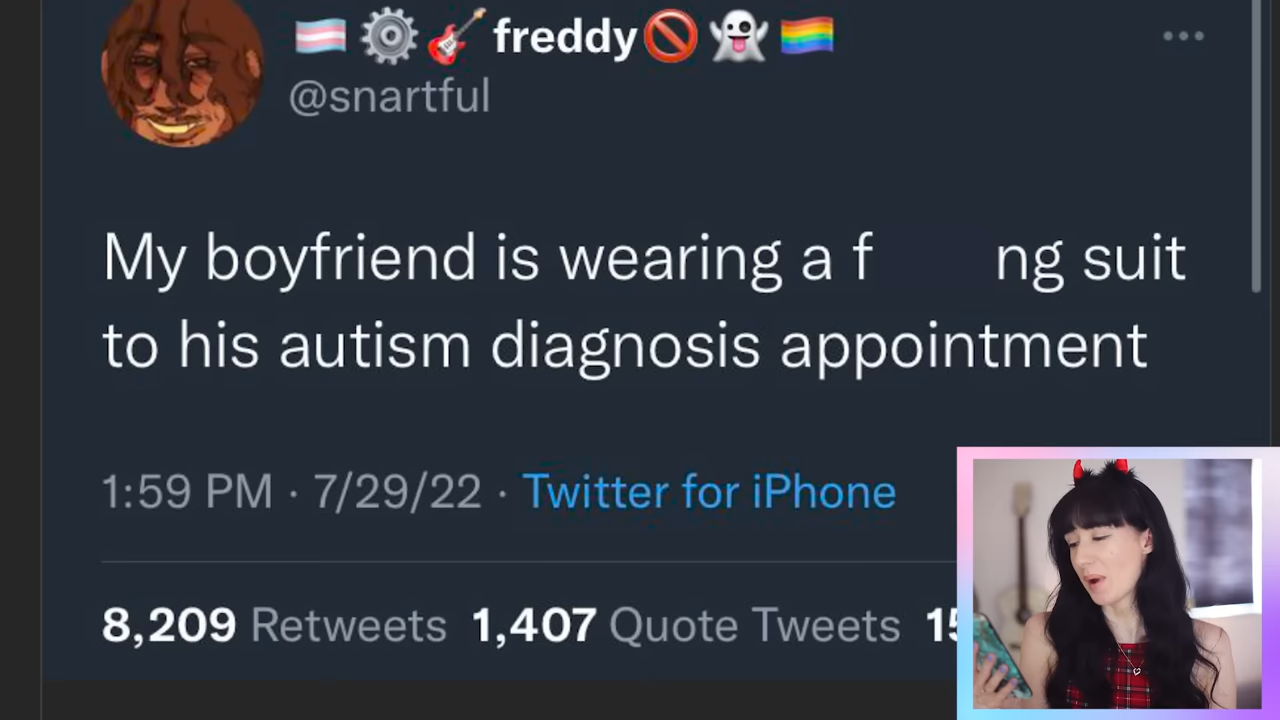 🏳️‍⚧️⚙️🎸freddy🚫👻🏳️‍🌈
@snartful
My boyfriend is wearing a f ng suit
to his autism diagnosis appointment
1:59 PM · 7/29/22 · Twitter for iPhone
8,209 Retweets 1,407 Quote Tweets 15